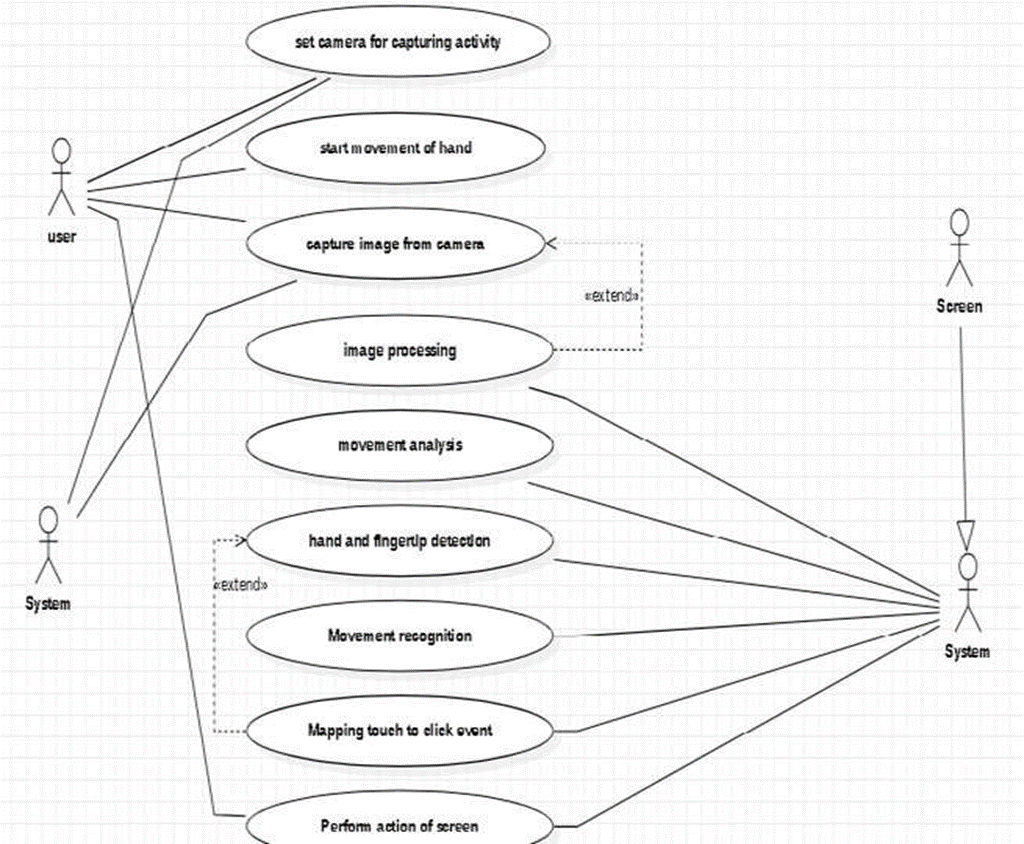 set camera for capturing activity
start movement of hand
user
capture image from camera
«extend»
Screen
image processing
movement analysis
hand and fingertip detection
«extend»
System
Movement recognition
System
Mapping touch to click event
Perform action of screen